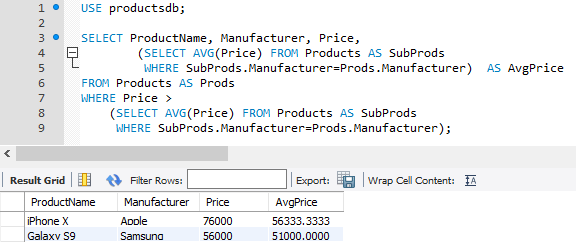 1 USE productsdb;
2
3 SELECT ProductName, Manufacturer, Price,
4 (SELECT AVG(Price) FROM Products AS SubProds
5 WHERE SubProds.Manufacturer=Prods.Manufacturer) AS AvgPrice
6 FROM Products AS Prods
7 WHERE Price >
8 (SELECT AVG(Price) FROM Products AS SubProds
9 WHERE SubProds.Manufacturer=Prods.Manufacturer);
Result Grid Filter Rows: Export: Wrap Cell Content:
ProductName Manufacturer Price AvgPrice
iPhone X Apple 76000 56333.3333
Galaxy S9 Samsung 56000 51000.0000